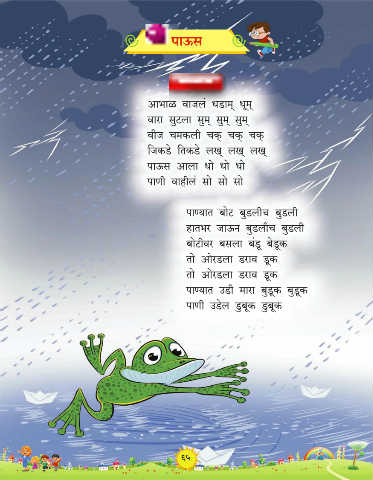 पाऊस
आभाळ वाजलं धडाम् धूम्
वारा सुटला सुम् सुम् सुम्
वीज चमकली चक् चक् चक्
जिकडे तिकडे लख् लख् लख्
पाऊस आला धो धो धो
पाणी वाहीलं सो सो सो
पाण्यात बोट बुडलीच बुडली
हातभर जाऊन बुडलीच बुडली
बोटीवर बसला बंडू बेडूक
तो ओरडला डराव डूक
तो ओरडला डराव डूक
पाण्यात उडी मारा बुडूक बुडूक
पाणी उडेल डुबूक डुबूक
६५